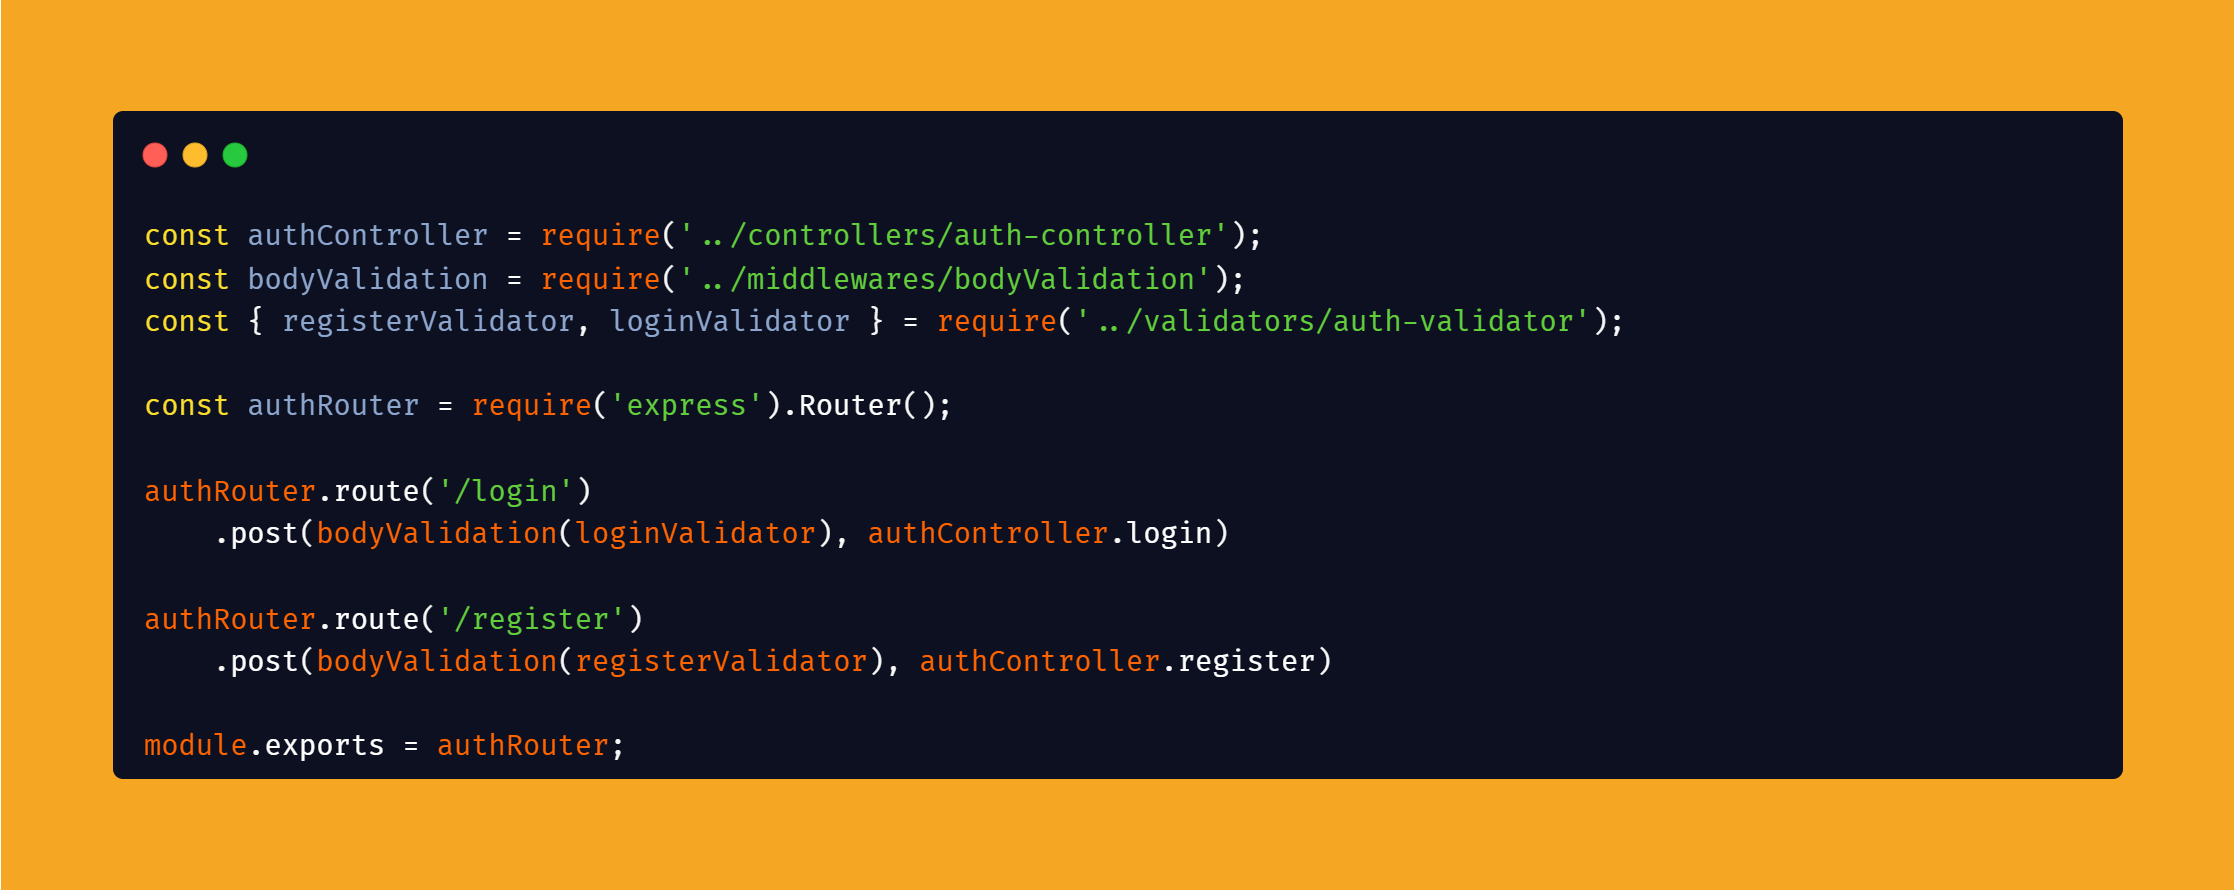 const authController = require('../controllers/auth-controller');
const bodyValidation = require('../middlewares/bodyValidation');
const { registerValidator, loginValidator } = require('../validators/auth-validator');

const authRouter = require('express').Router();

authRouter.route('/login')
    .post(bodyValidation(loginValidator), authController.login)

authRouter.route('/register')
    .post(bodyValidation(registerValidator), authController.register)

module.exports = authRouter;